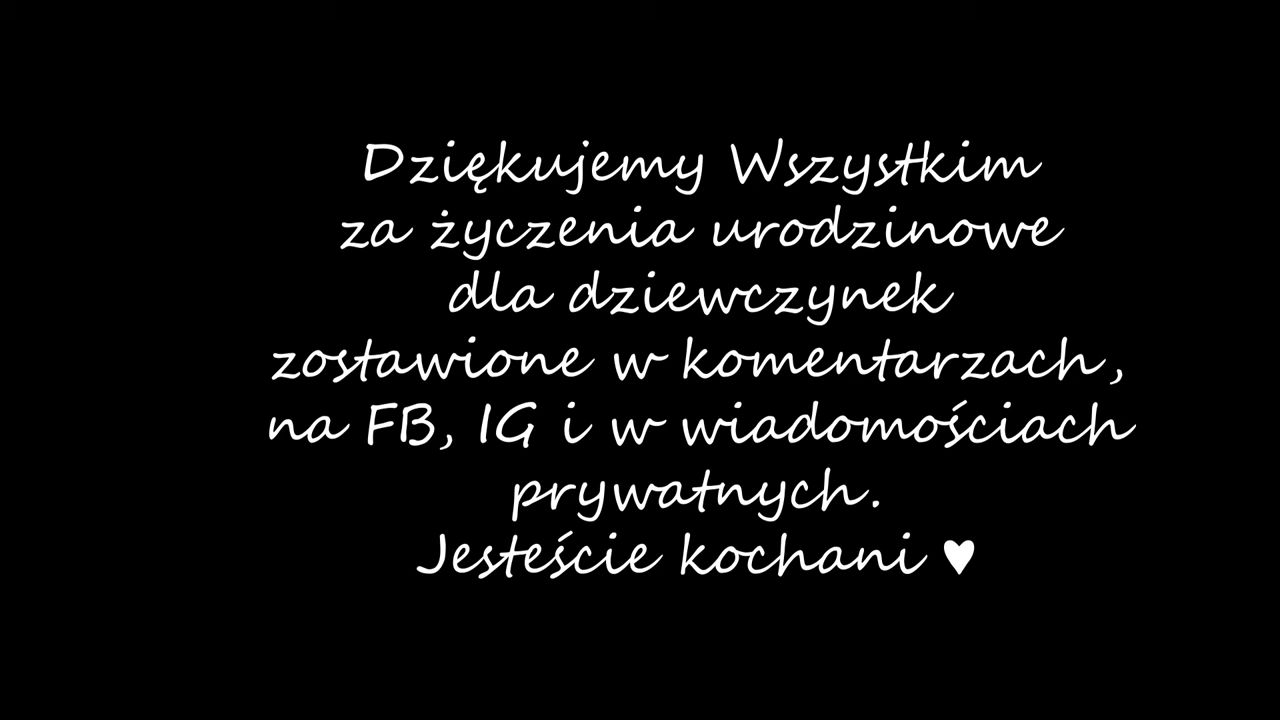 Dziękujemy Wszystkim
za życzenia urodzinowe
dla dziewczynek
zostawione w komentarzach,
na FB, IG i w wiadomościach
prywatnych.
Jesteście kochani ♥